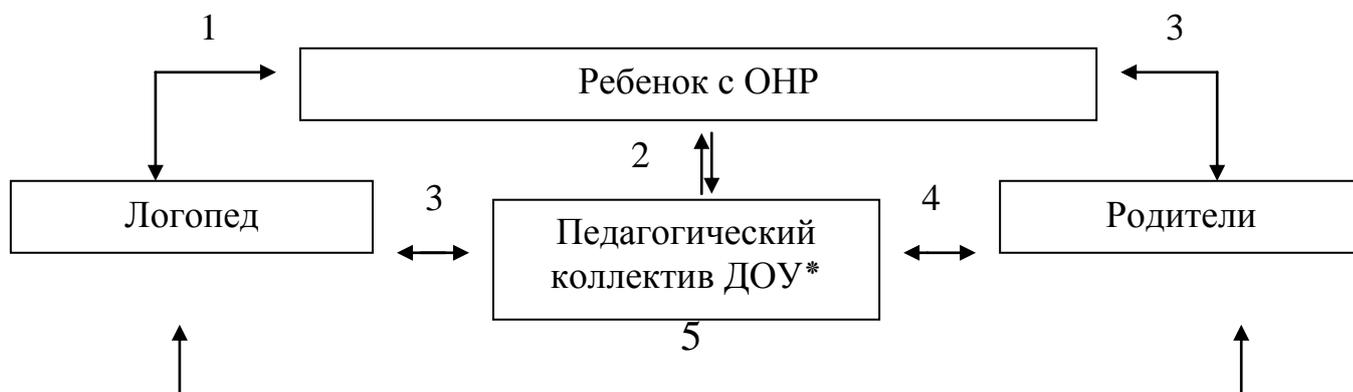 1
3
Ребенок с ОНР
2
Логопед
3
4
Родители
Педагогический
коллектив ДОУ*
5